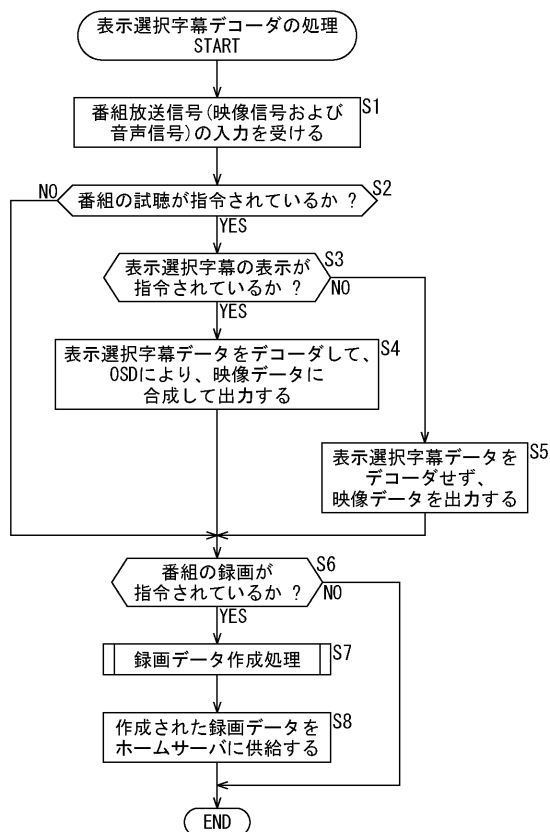 表示選択字幕デコーダの処理
START
番組放送信号(映像信号および
音声信号)の入力を受ける
S1
番組の試聴が指令されているか ?
S2
NO
YES
表示選択字幕の表示が
指令されているか ?
S3
NO
YES
表示選択字幕データをデコーダして、
OSDにより、映像データに
合成して出力する
S4
表示選択字幕データを
デコーダせず、
映像データを出力する
S5
番組の録画が
指令されているか ?
S6
NO
YES
録画データ作成処理
S7
作成された録画データを
ホームサーバに供給する
S8
END